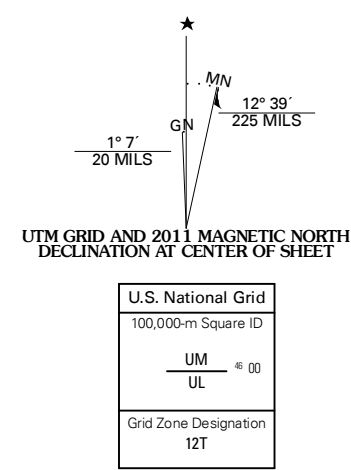 ★
MN
GN
12° 39´
225 MILS
1° 7´
20 MILS
UTM GRID AND 2011 MAGNETIC NORTH
DECLINATION AT CENTER OF SHEET
U.S. National Grid
100,000-m Square ID
UM
UL
46 00
Grid Zone Designation
12T